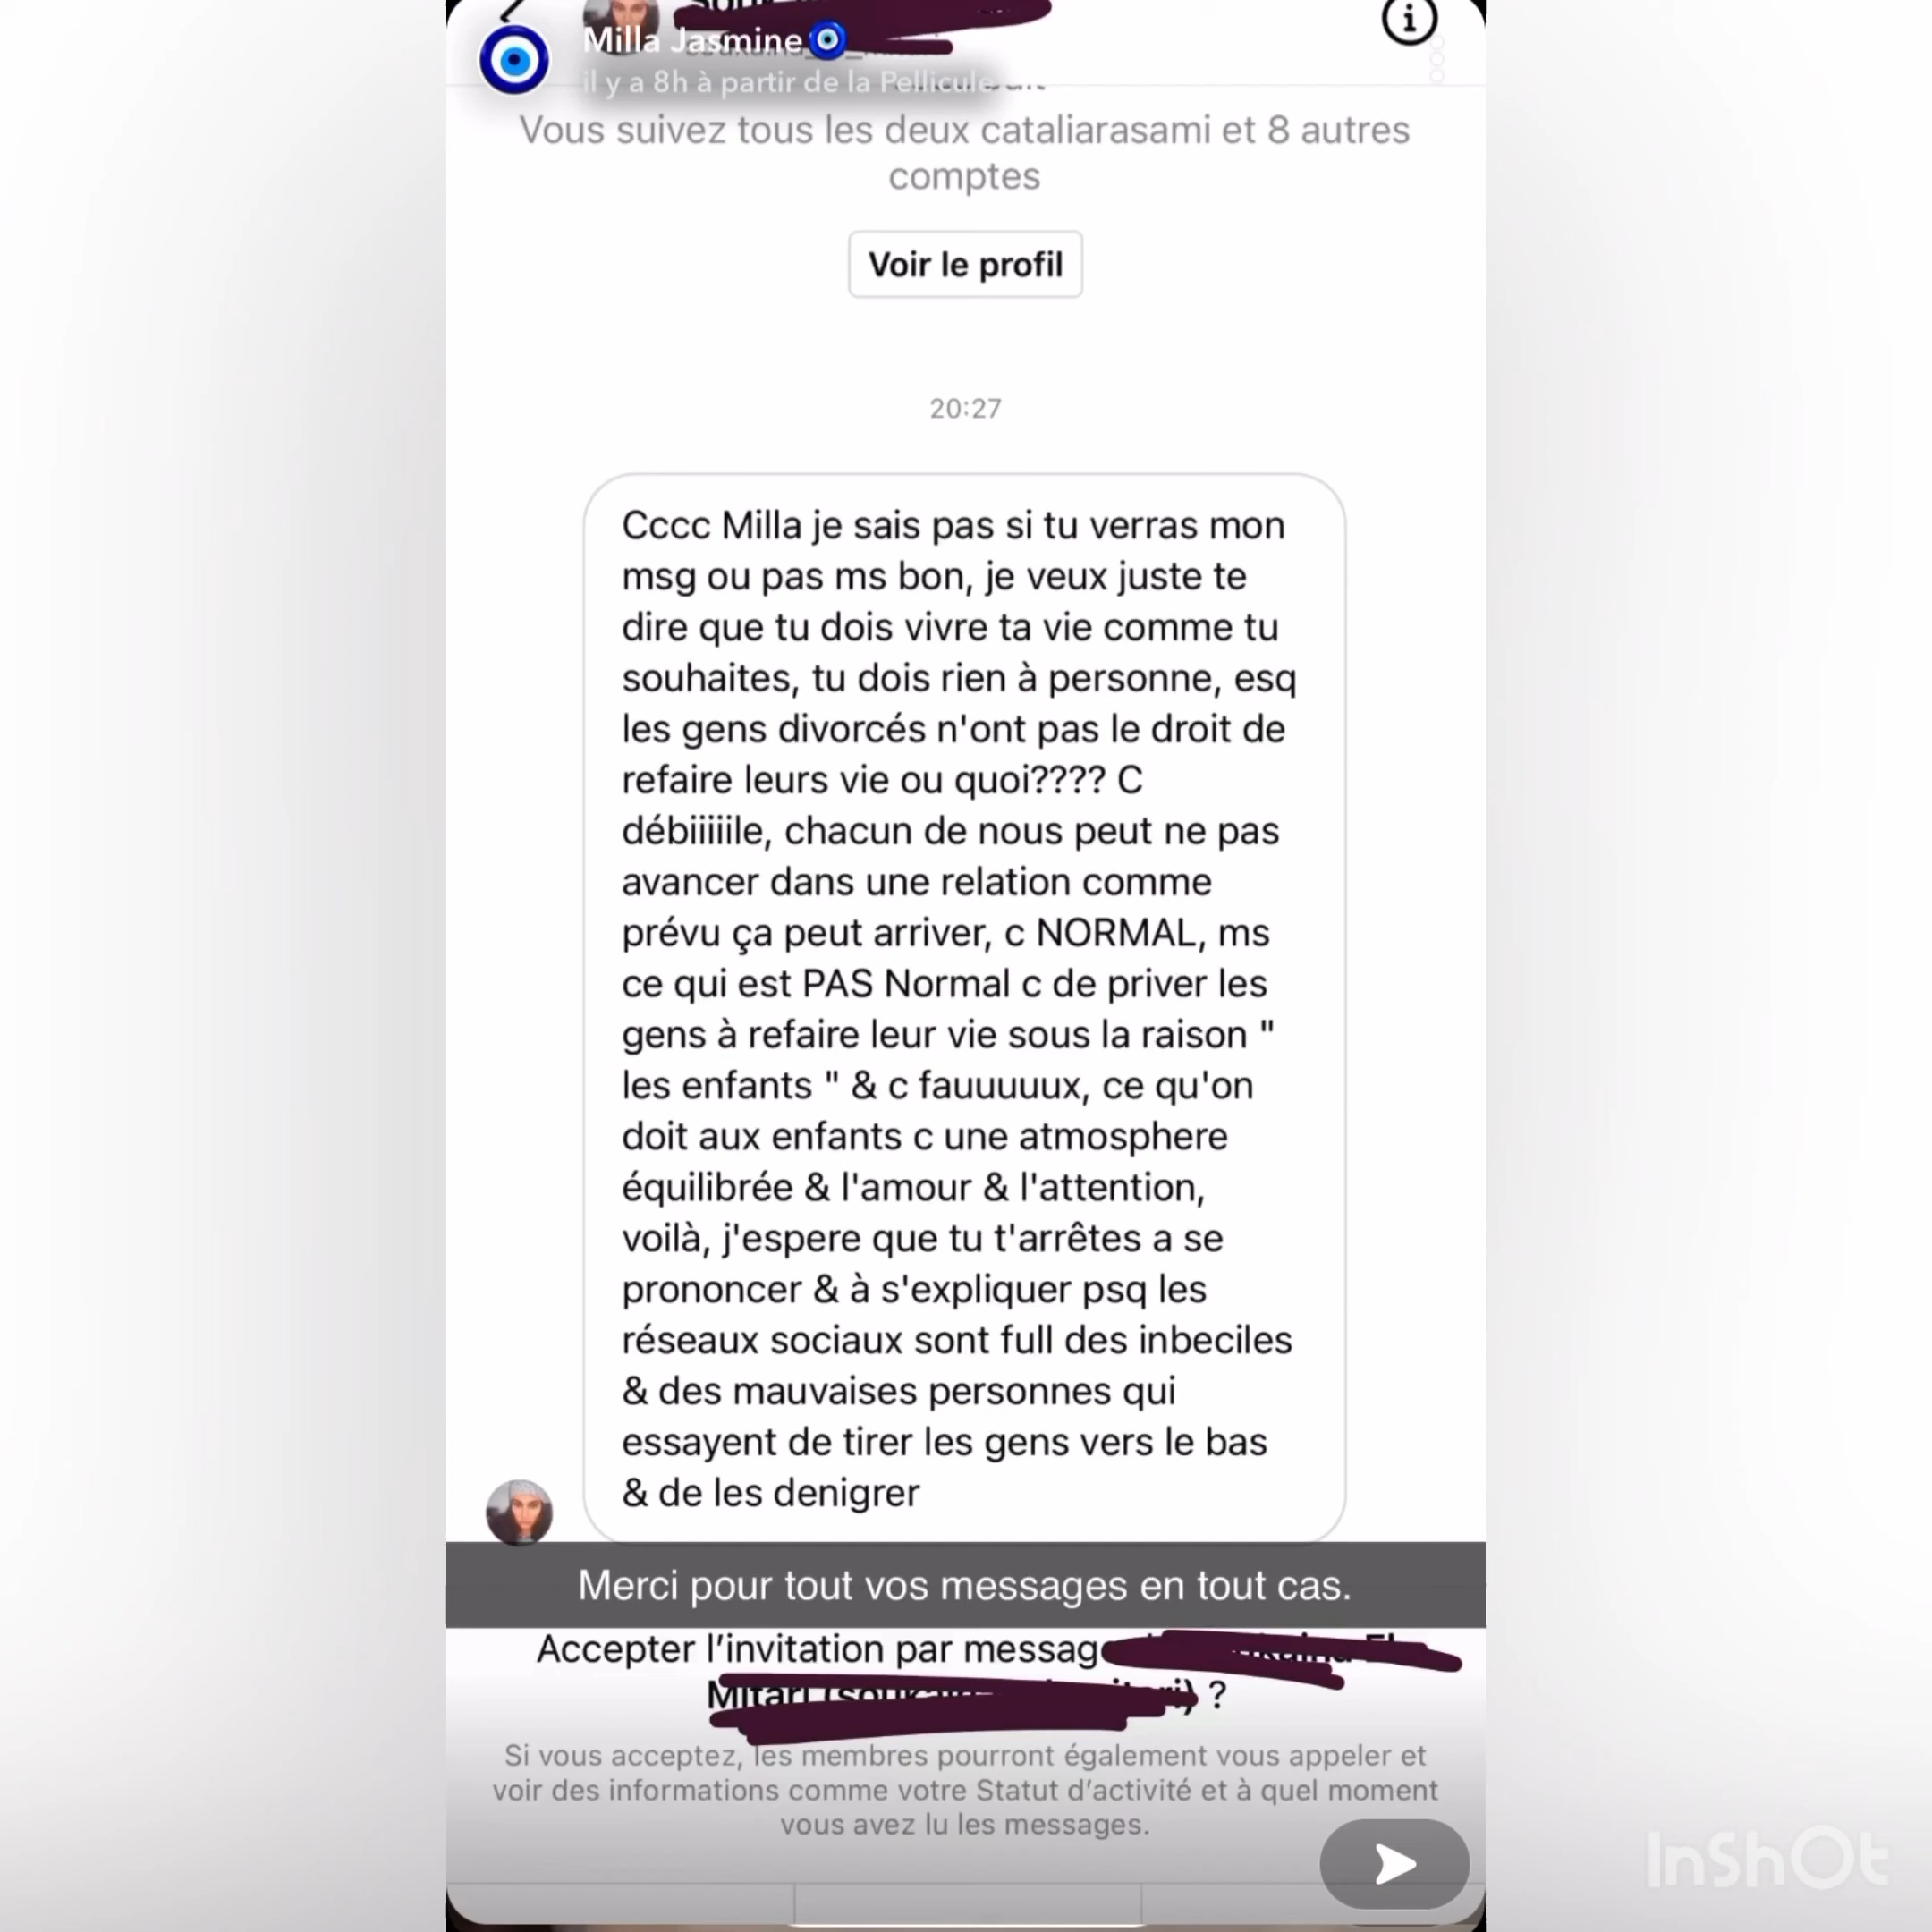 Milla Jasmine
il y a 8h à partir de la Pellicule
Vous suivez tous les deux cataliarasami et 8 autres
comptes
Voir le profil
20:27
Cccc Milla je sais pas si tu verras mon
msg ou pas ms bon, je veux juste te
dire que tu dois vivre ta vie comme tu
souhaites, tu dois rien à personne, esq
les gens divorcés n'ont pas le droit de
refaire leurs vie ou quoi???? C
débiiiiile, chacun de nous peut ne pas
avancer dans une relation comme
prévu ça peut arriver, c NORMAL, ms
ce qui est PAS Normal c de priver les
gens à refaire leur vie sous la raison "
les enfants " & c fauuuuux, ce qu'on
doit aux enfants c une atmosphere
équilibrée & l'amour & l'attention,
voilà, j'espere que tu t'arrêtes a se
prononcer & à s'expliquer psq les
réseaux sociaux sont full des inbeciles
& des mauvaises personnes qui
essayent de tirer les gens vers le bas
& de les denigrer
Merci pour tout vos messages en tout cas.
Accepter l'invitation par
?
Si vous acceptez, les membres pourront également vous appeler et
voir des informations comme votre Statut d'activité et à quel moment
vous avez lu les messages.
InShOt